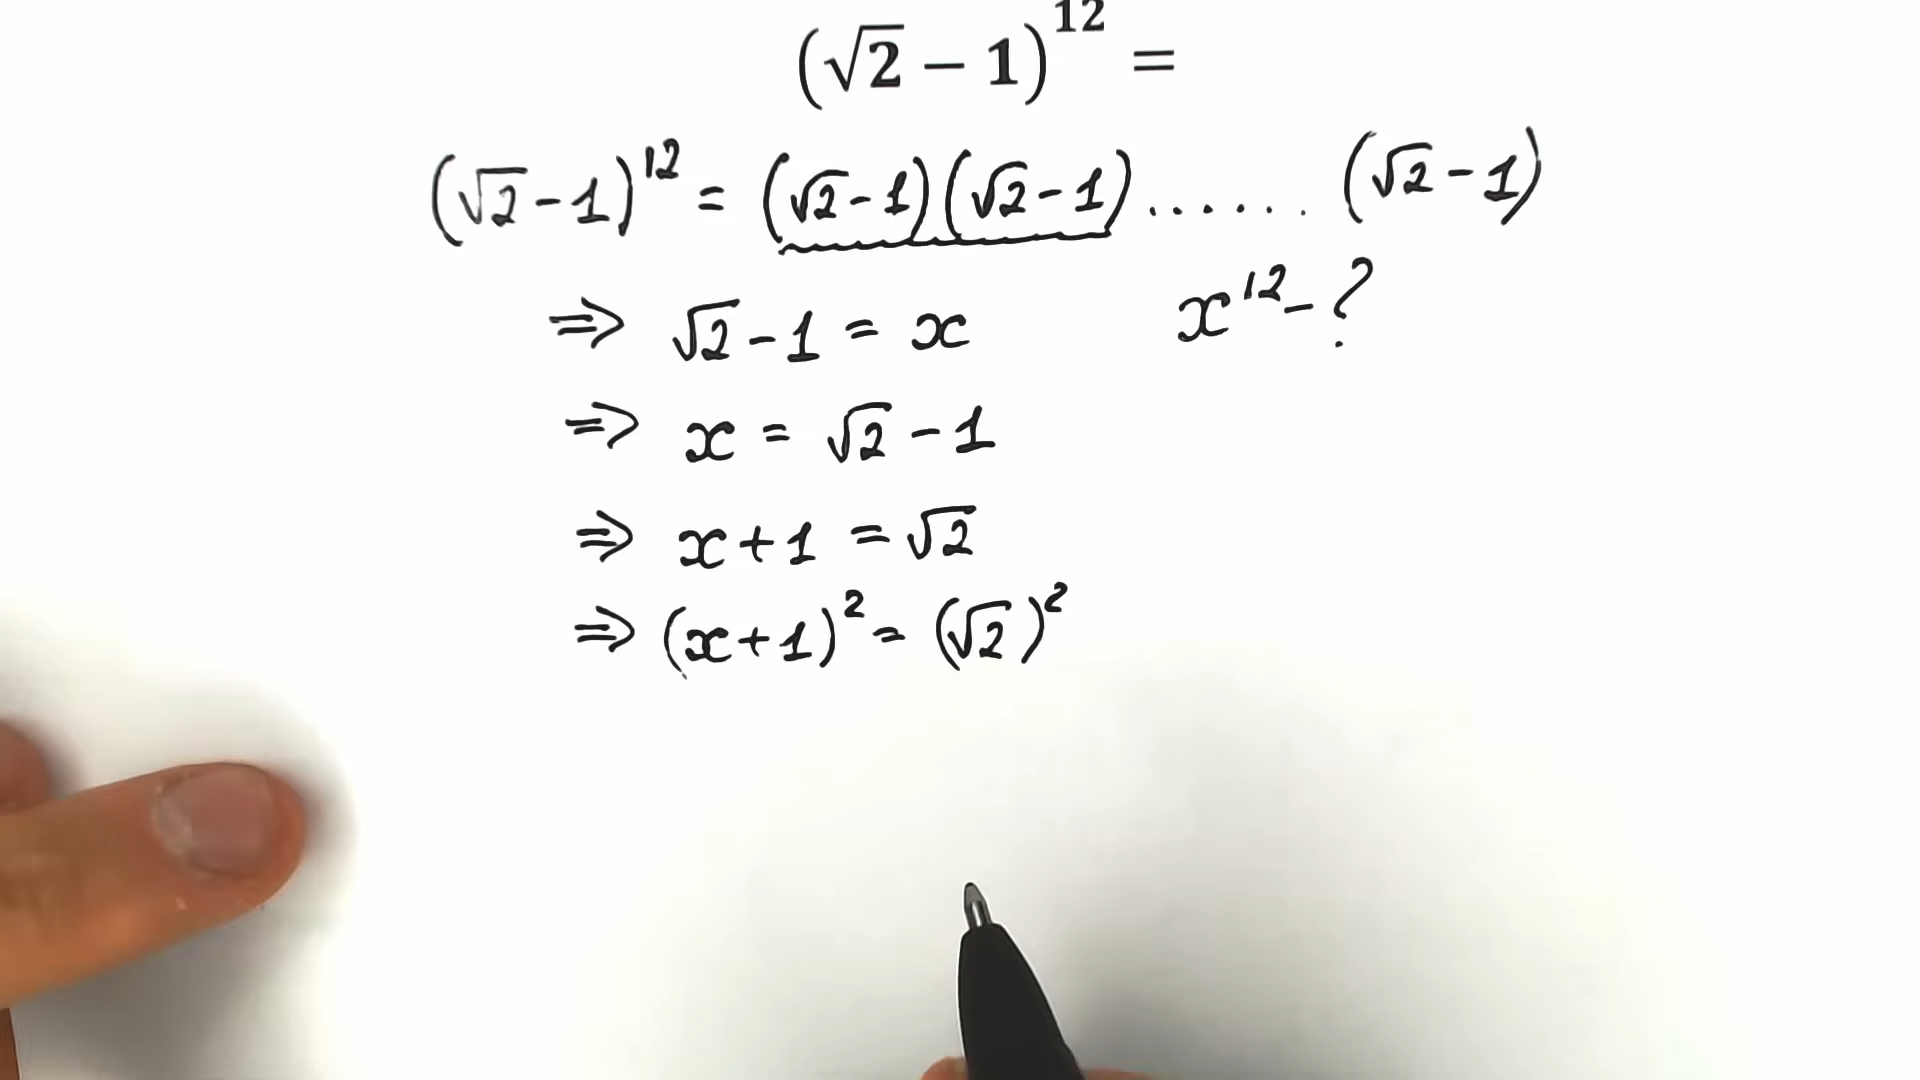 (√2 − 1)^12 =
(√2 − 1)^12 = (√2 − 1)(√2 − 1) ...... (√2 − 1)
⇒ √2 − 1 = x x^12 − ?
⇒ x = √2 − 1
⇒ x + 1 = √2
⇒ (x + 1)^2 = (√2)^2